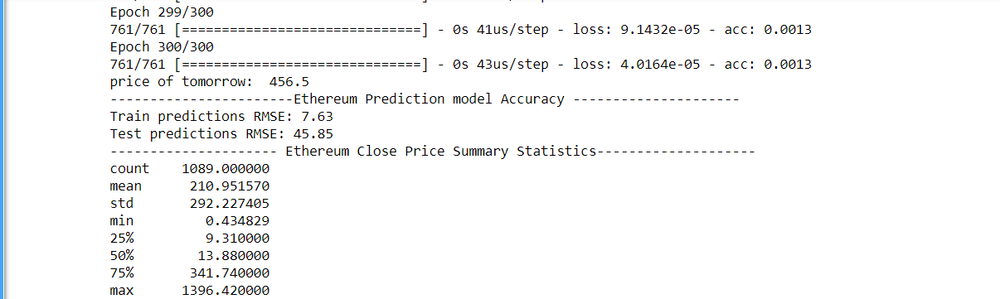 Epoch 299/300
761/761 [==============================] - 0s 41us/step - loss: 9.1432e-05 - acc: 0.0013
Epoch 300/300
761/761 [==============================] - 0s 43us/step - loss: 4.0164e-05 - acc: 0.0013
price of tomorrow:  456.5
-----------------------Ethereum Prediction model Accuracy ---------------------
Train predictions RMSE: 7.63
Test predictions RMSE: 45.85
--------------------- Ethereum Close Price Summary Statistics--------------------
count    1089.000000
mean      210.951570
std       292.227405
min         0.434829
25%         9.310000
50%        13.880000
75%       341.740000
max      1396.420000